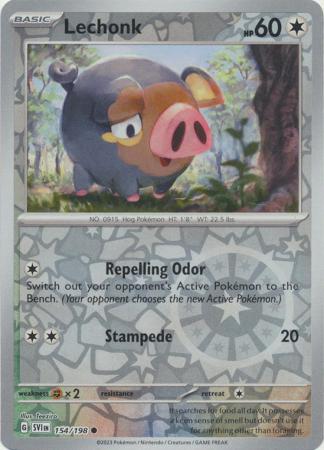 BASIC
Lechonk
HP 60
NO. 0915 Hog Pokémon HT: 1'8" WT: 22.5 lbs.
Repelling Odor
Switch out your opponent's Active Pokémon to
the Bench. (Your opponent chooses the new Active Pokémon.)
Stampede 20
weakness ×2 resistance retreat
Illus. Teeziro
G SVI EN 154/198
It searches for food all day. It possesses
a keen sense of smell but doesn't use it
for anything other than foraging.
©2023 Pokémon / Nintendo / Creatures / GAME FREAK